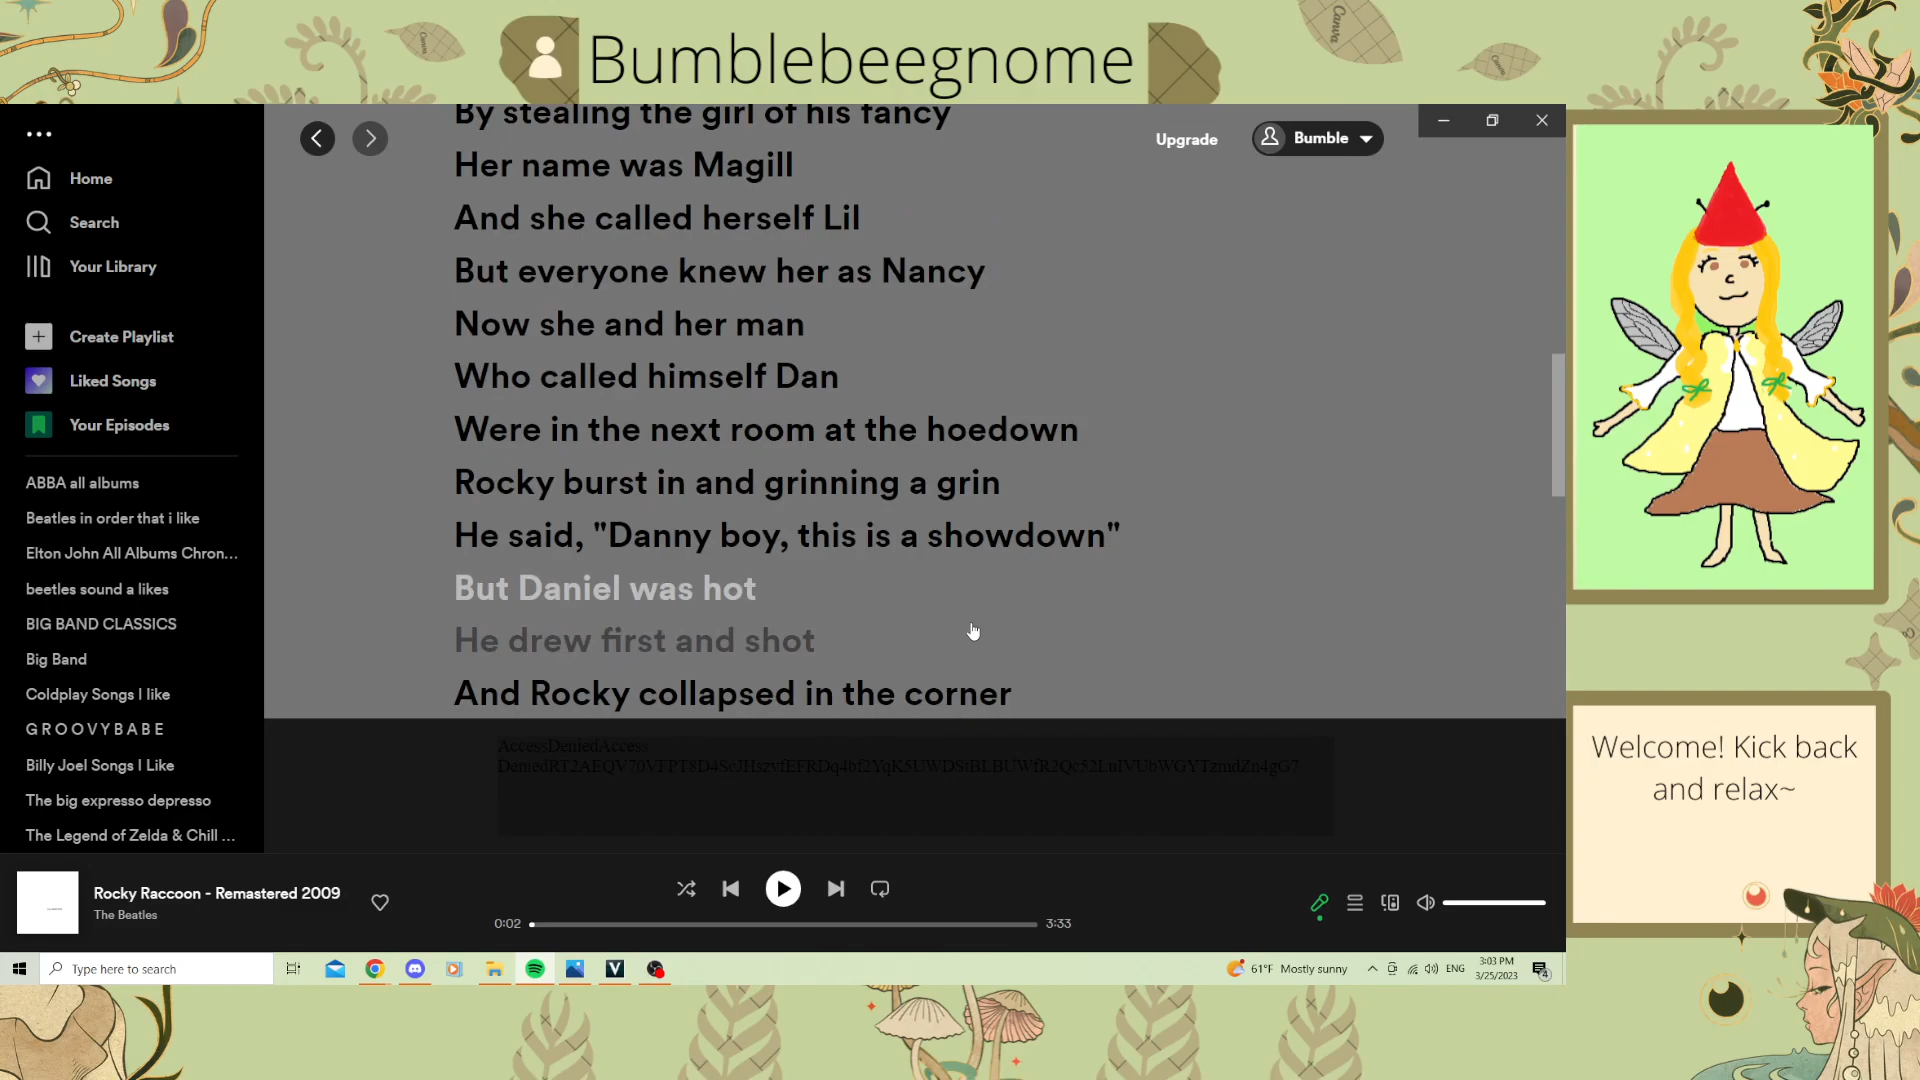 Bumblebeegnome
Canva
Canva
By stealing the girl of his fancy
Her name was Magill
And she called herself Lil
But everyone knew her as Nancy
Now she and her man
Who called himself Dan
Were in the next room at the hoedown
Rocky burst in and grinning a grin
He said, "Danny boy, this is a showdown"
But Daniel was hot
He drew first and shot
And Rocky collapsed in the corner
Upgrade
Bumble
Home
Search
Your Library
Create Playlist
Liked Songs
Your Episodes
ABBA all albums
Beatles in order that i like
Elton John All Albums Chron...
beetles sound a likes
BIG BAND CLASSICS
Big Band
Coldplay Songs I like
G R O O V Y B A B E
Billy Joel Songs I Like
The big expresso depresso
The Legend of Zelda & Chill ...
AccessDeniedAccess
Rocky Raccoon - Remastered 2009
The Beatles
0:02
3:33
Welcome! Kick back
and relax~
Type here to search
61°F Mostly sunny
ENG
3:03 PM
3/25/2023
4